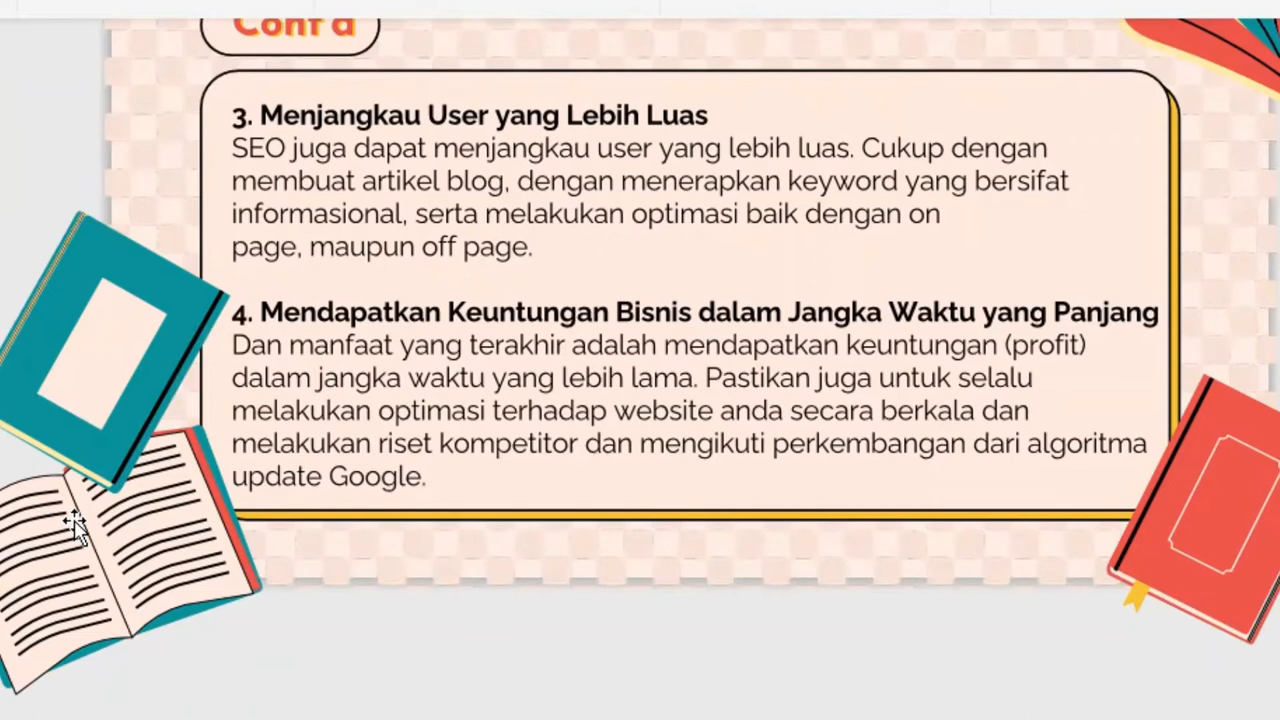 Cont'd
3. Menjangkau User yang Lebih Luas
SEO juga dapat menjangkau user yang lebih luas. Cukup dengan
membuat artikel blog, dengan menerapkan keyword yang bersifat
informasional, serta melakukan optimasi baik dengan on
page, maupun off page.
4. Mendapatkan Keuntungan Bisnis dalam Jangka Waktu yang Panjang
Dan manfaat yang terakhir adalah mendapatkan keuntungan (profit)
dalam jangka waktu yang lebih lama. Pastikan juga untuk selalu
melakukan optimasi terhadap website anda secara berkala dan
melakukan riset kompetitor dan mengikuti perkembangan dari algoritma
update Google.